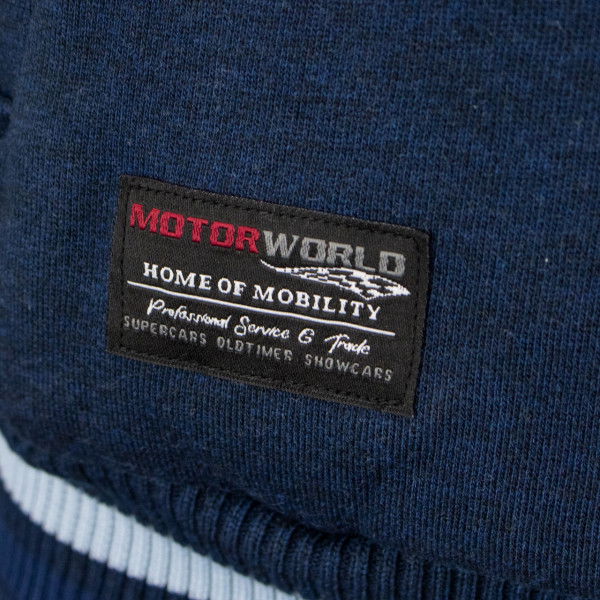 MOTORWORLD
HOME OF MOBILITY
Professional Service & Trade
SUPERCARS OLDTIMER SHOWCARS